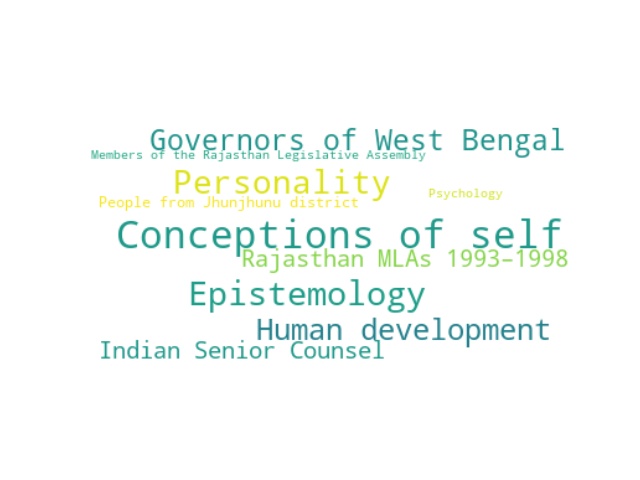 Governors of West Bengal
Members of the Rajasthan Legislative Assembly
Personality
Psychology
People from Jhunjhunu district
Conceptions of self
Rajasthan MLAs 1993–1998
Epistemology
Human development
Indian Senior Counsel